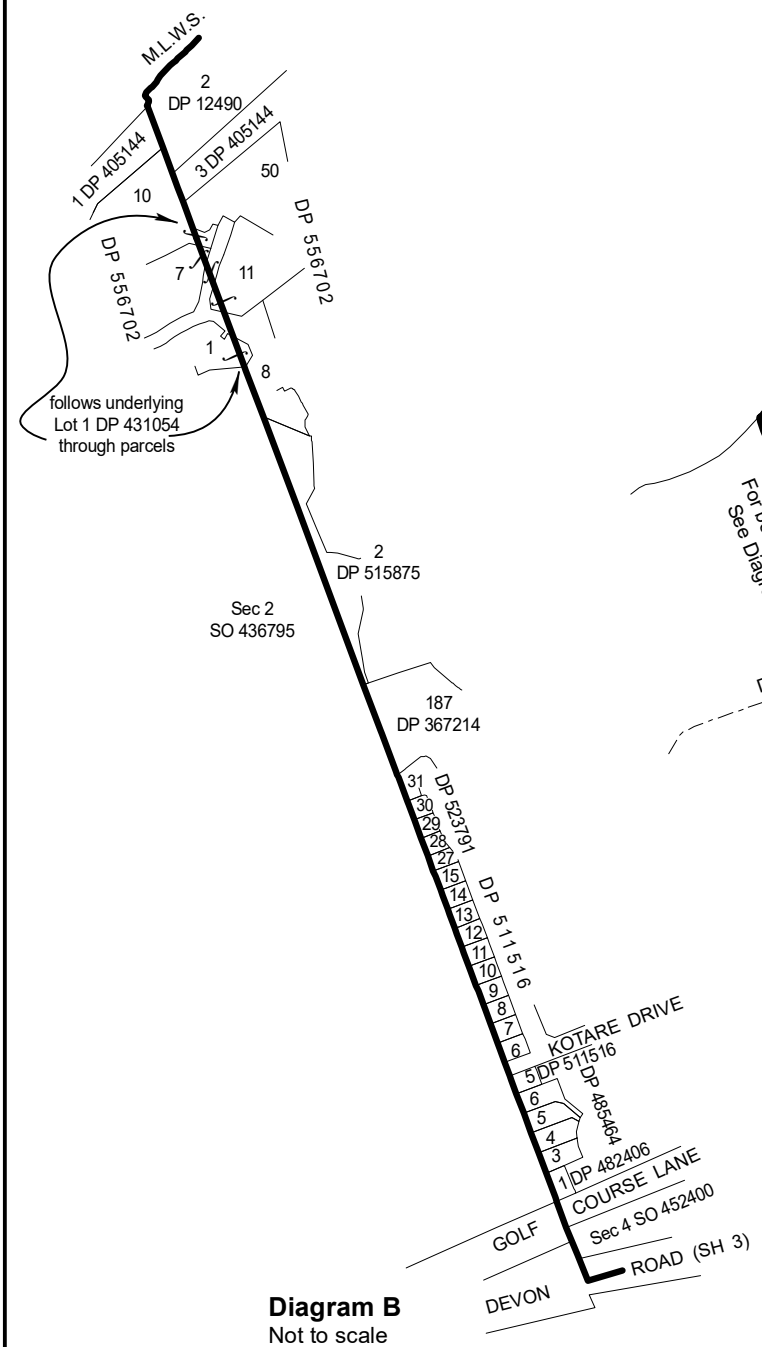 M.L.W.S.
2
DP 12490
1 DP 405144
3 DP 405144
10
50
DP 556702
DP 556702
7
11
1
8
follows underlying
Lot 1 DP 431054
through parcels
2
DP 515875
Sec 2
SO 436795
187
DP 367214
31
30
29
28
27
DP 523791
15
14
13
12
11
10
9
8
7
6
DP 511516
KOTARE DRIVE
5 DP 511516
6
5
4
3
DP 485464
1 DP 482406
GOLF COURSE LANE
Sec 4 SO 452400
DEVON ROAD (SH 3)
Diagram B
Not to scale
For
See Diag